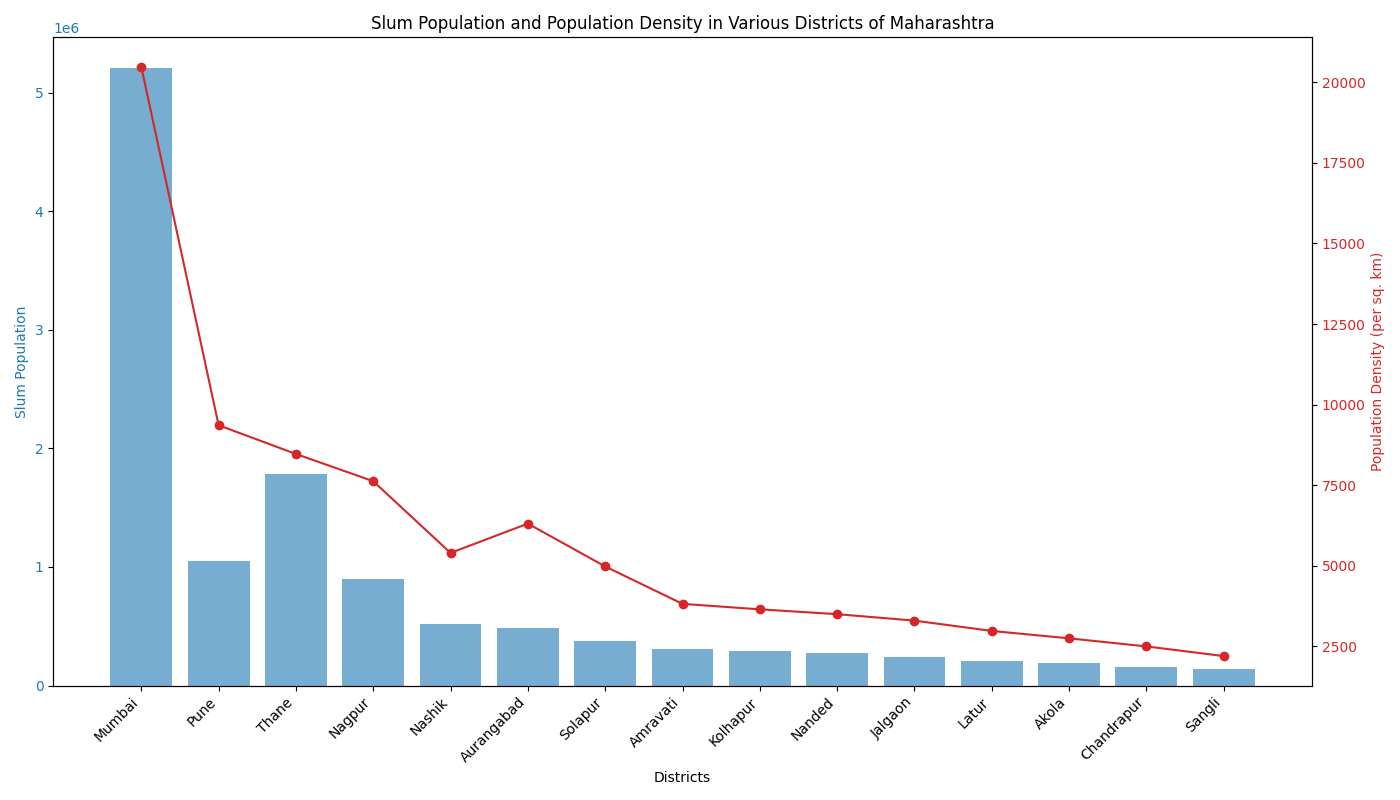 Slum Population and Population Density in Various Districts of Maharashtra
1e6
5
4
3
2
1
0
Slum Population
20000
17500
15000
12500
10000
7500
5000
2500
Population Density (per sq. km)
Mumbai
Pune
Thane
Nagpur
Nashik
Aurangabad
Solapur
Amravati
Kolhapur
Nanded
Jalgaon
Latur
Akola
Chandrapur
Sangli
Districts